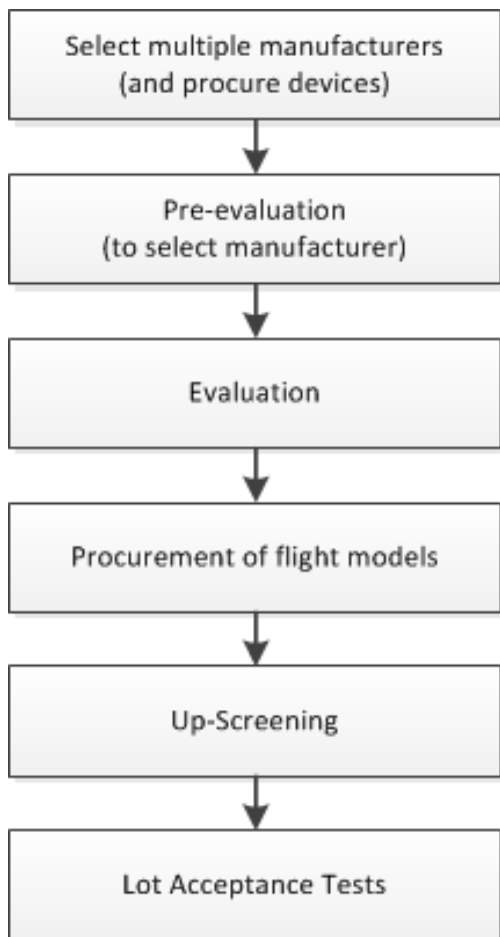 Select multiple manufacturers
(and procure devices)
Pre-evaluation
(to select manufacturer)
Evaluation
Procurement of flight models
Up-Screening
Lot Acceptance Tests